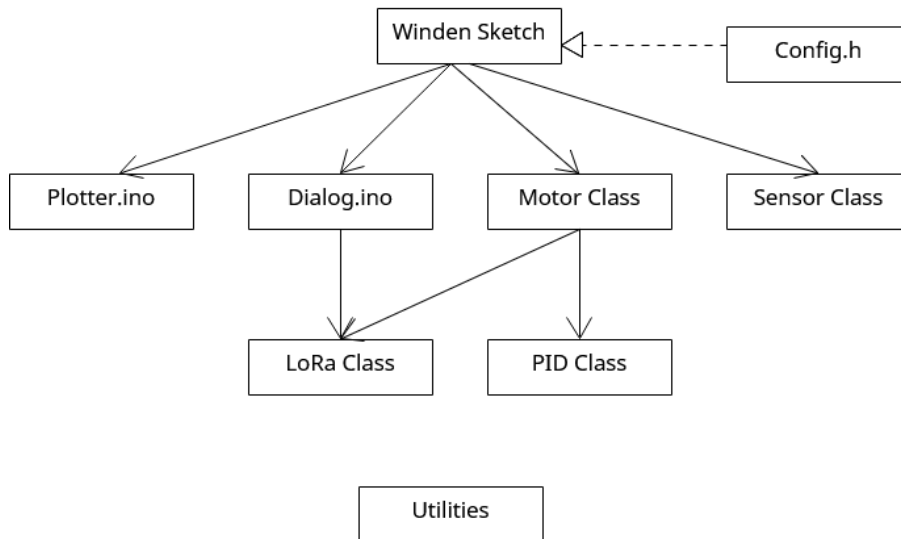 Winden Sketch
Config.h
Plotter.ino
Dialog.ino
Motor Class
Sensor Class
LoRa Class
PID Class
Utilities